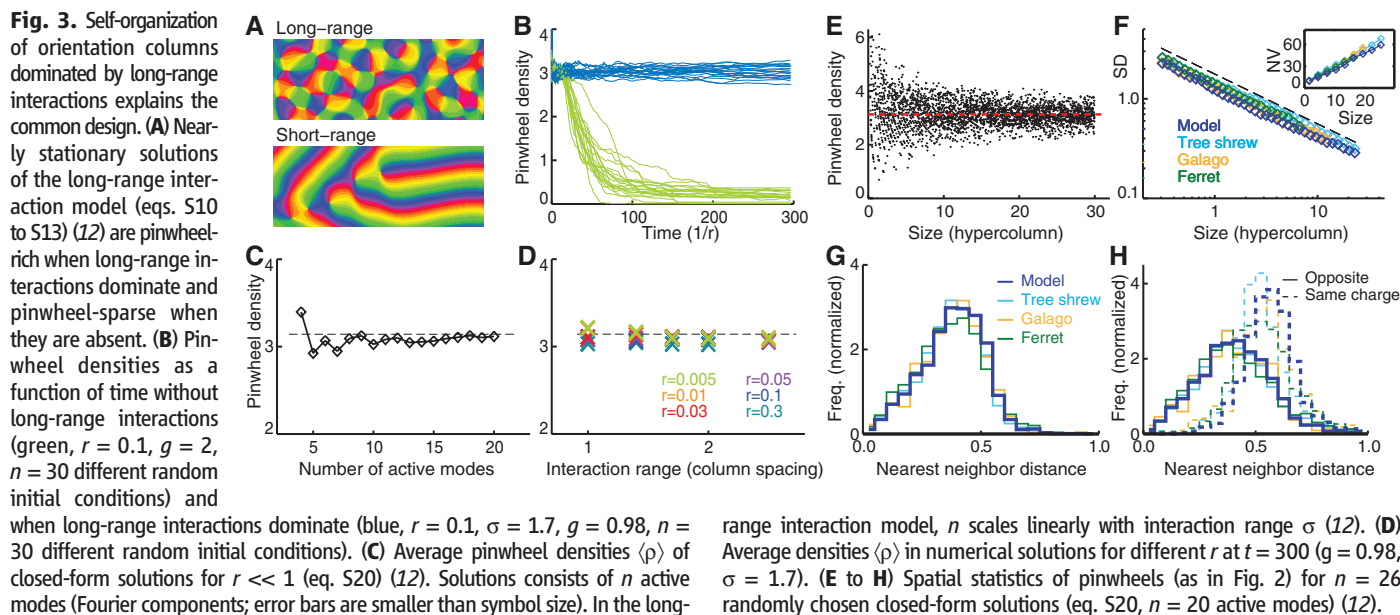 Fig. 3. Self-organization
of orientation columns
dominated by long-range
interactions explains the
common design. (A) Near-
ly stationary solutions
of the long-range inter-
action model (eqs. S10
to S13) (12) are pinwheel-
rich when long-range in-
teractions dominate and
pinwheel-sparse when
they are absent. (B) Pin-
wheel densities as a
function of time without
long-range interactions
(green, r = 0.1, g = 2,
n = 30 different random
initial conditions) and
when long-range interactions dominate (blue, r = 0.1, σ = 1.7, g = 0.98, n =
30 different random initial conditions). (C) Average pinwheel densities ⟨ρ⟩ of
closed-form solutions for r << 1 (eq. S20) (12). Solutions consists of n active
modes (Fourier components; error bars are smaller than symbol size). In the long-
range interaction model, n scales linearly with interaction range σ (12). (D)
Average densities ⟨ρ⟩ in numerical solutions for different r at t = 300 (g = 0.98,
σ = 1.7). (E to H) Spatial statistics of pinwheels (as in Fig. 2) for n = 26
randomly chosen closed-form solutions (eq. S20, n = 20 active modes) (12).
A
Long−range
Short−range
B
Pinwheel density
4
3
2
1
0
0
100
200
300
Time (1/r)
C
Pinwheel density
4
3
2
5
10
15
20
Number of active modes
D
4
3
2
r=0.005
r=0.01
r=0.03
r=0.05
r=0.1
r=0.3
1
2
Interaction range (column spacing)
E
Pinwheel density
6
4
2
0
0
10
20
30
Size (hypercolumn)
F
SD
1.0
0.1
1
10
Size (hypercolumn)
Model
Tree shrew
Galago
Ferret
NV
60
40
20
0
0
10
20
Size
G
Freq. (normalized)
4
2
0
0.0
0.5
1.0
Nearest neighbor distance
Model
Tree shrew
Galago
Ferret
H
Freq. (normalized)
4
2
0
0.0
0.5
1.0
Nearest neighbor distance
Opposite
Same charge